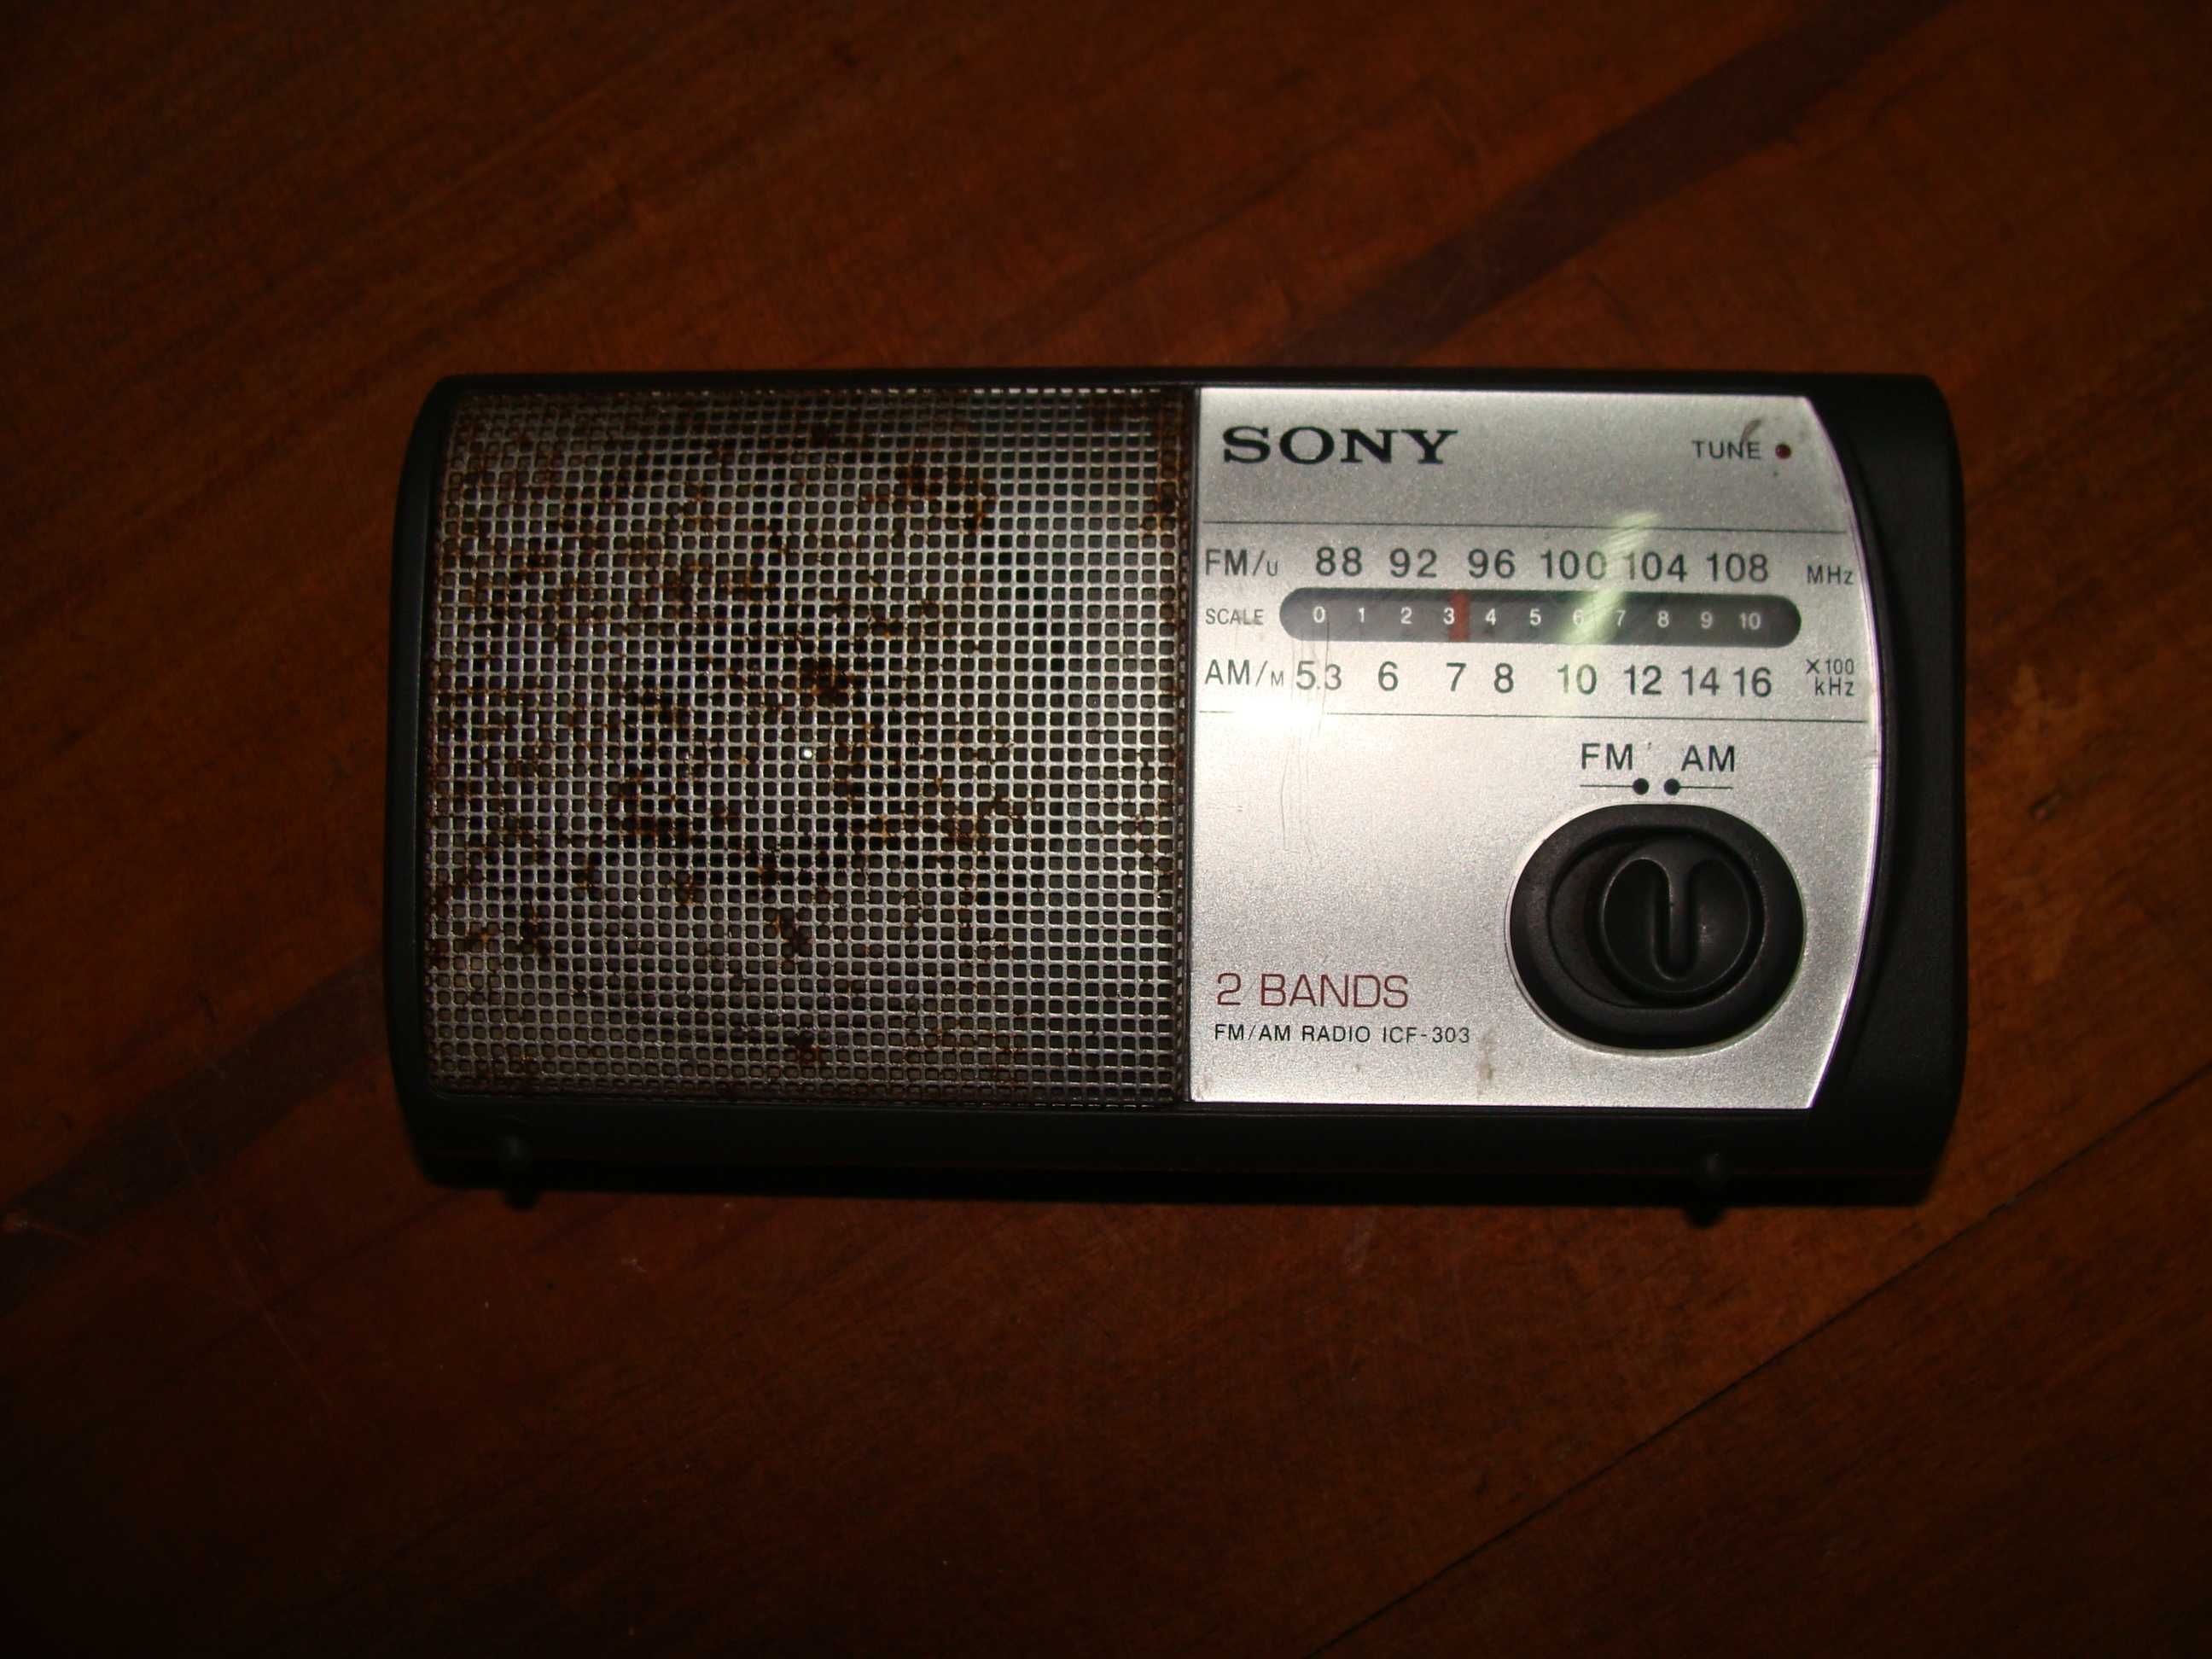 SONY
TUNE
FM/U 88 92 96 100 104 108 MHz
SCALE 0 1 2 3 4 5 6 7 8 9 10
AM/M 5.3 6 7 8 10 12 14 16 X100 kHz
FM AM
2 BANDS
FM/AM RADIO ICF-303